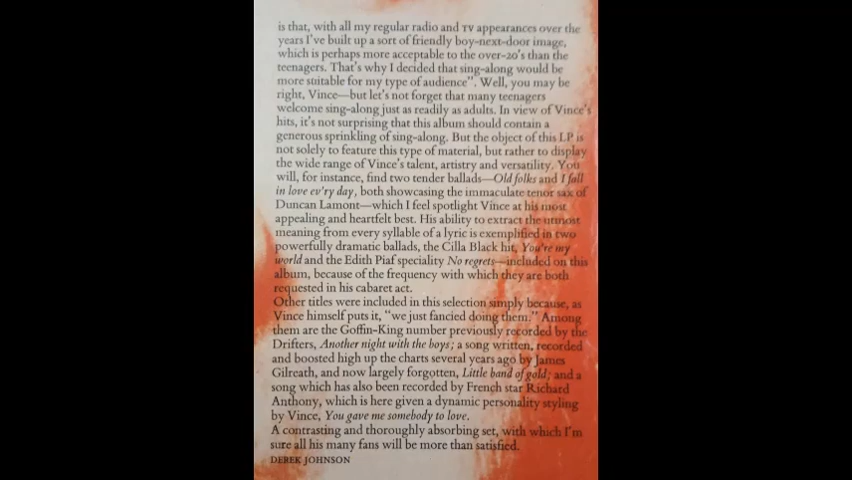 is that, with all my regular radio and TV appearances over the
years I've built up a sort of friendly boy-next-door image,
which is perhaps more acceptable to the over-20's than the
teenagers. That's why I decided that sing-along would be
more suitable for my type of audience". Well, you may be
right, Vince—but let's not forget that many teenagers
welcome sing-along just as readily as adults. In view of Vince's
hits, it's not surprising that this album should contain a
generous sprinkling of sing-along. But the object of this LP is
not solely to feature this type of material, but rather to display
the wide range of Vince's talent, artistry and versatility. You
will, for instance, find two tender ballads—Old folks and I fall
in love ev'ry day, both showcasing the immaculate tenor sax of
Duncan Lamont—which I feel spotlight Vince at his most
appealing and heartfelt best. His ability to extract the utmost
meaning from every syllable of a lyric is exemplified in two
powerfully dramatic ballads, the Cilla Black hit, You're my
world and the Edith Piaf speciality No regrets—included on this
album, because of the frequency with which they are both
requested in his cabaret act.
Other titles were included in this selection simply because, as
Vince himself puts it, "we just fancied doing them." Among
them are the Goffin-King number previously recorded by the
Drifters, Another night with the boys; a song written, recorded
and boosted high up the charts several years ago by James
Gilreath, and now largely forgotten, Little band of gold; and a
song which has also been recorded by French star Richard
Anthony, which is here given a dynamic personality styling
by Vince, You gave me somebody to love.
A contrasting and thoroughly absorbing set, with which I'm
sure all his many fans will be more than satisfied.
DEREK JOHNSON